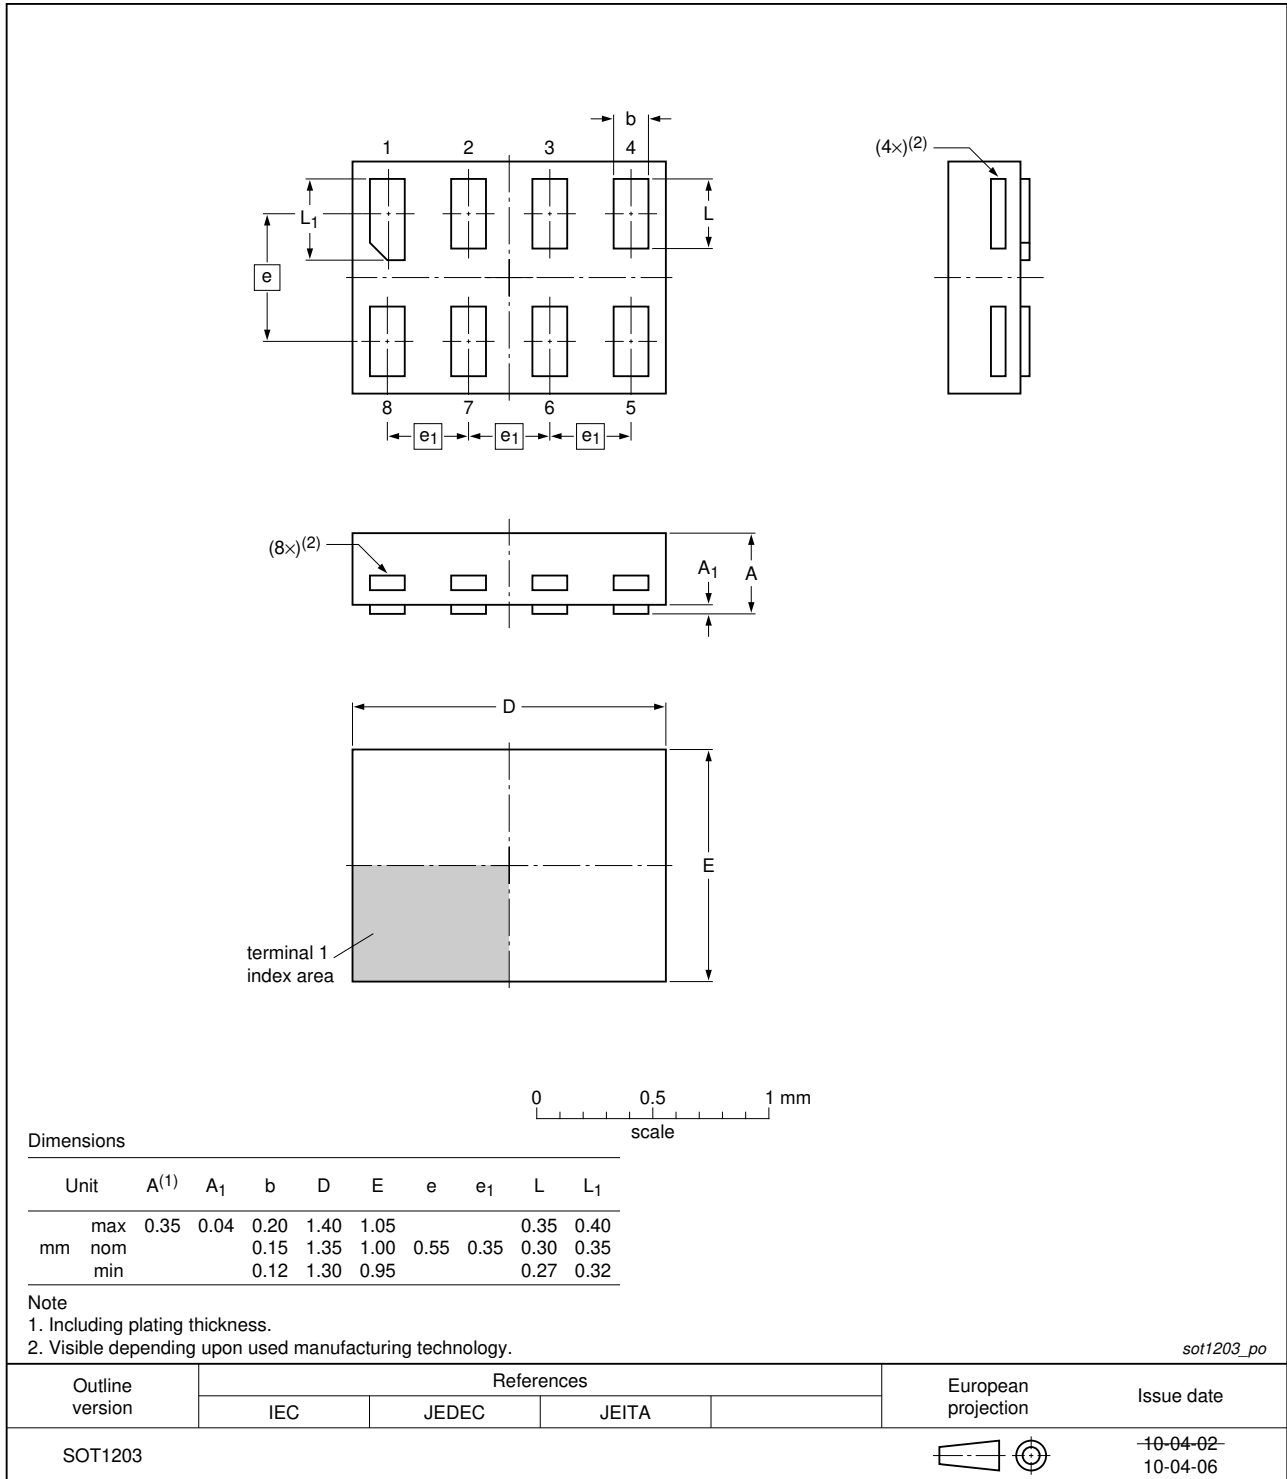 b
1 2 3 4
(4×)(2)
L1
L
e
8 7 6 5
e1 e1 e1
(8×)(2)
A1
A
D
E
terminal 1
index area
0 0.5 1 mm
scale
Dimensions
Unit A(1) A1 b D E e e1 L L1
max 0.35 0.04 0.20 1.40 1.05 0.35 0.40
mm nom 0.15 1.35 1.00 0.55 0.35 0.30 0.35
min 0.12 1.30 0.95 0.27 0.32
Note
1. Including plating thickness.
2. Visible depending upon used manufacturing technology.
sot1203_po
Outline
version
References
IEC JEDEC JEITA
European
projection
Issue date
SOT1203
10-04-02
10-04-06